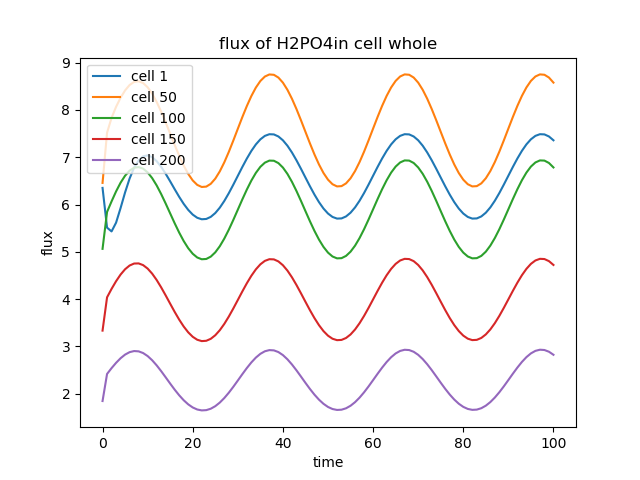 flux of H2PO4in cell whole
cell 1
cell 50
cell 100
cell 150
cell 200
9
8
7
6
5
4
3
2
flux
0 20 40 60 80 100
time